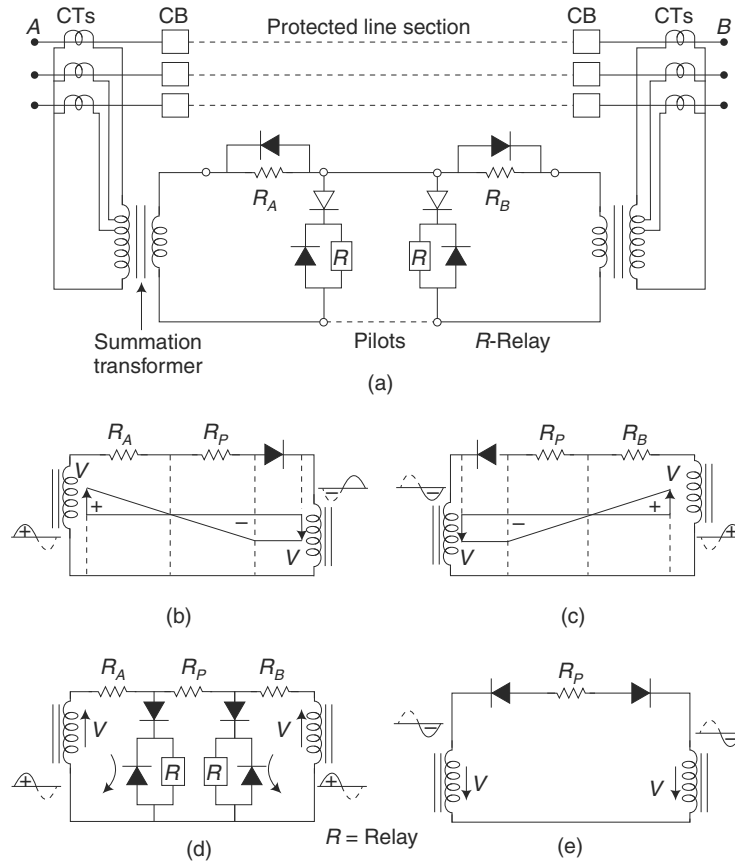 CTs CB Protected line section CB CTs
A B
R_A R_B
R R
Summation transformer
Pilots R-Relay
(a)
R_A R_P R_P R_B
V V
+ − − +
+ − − +
V V
(b) (c)
R_A R_P R_B R_P
V V − −
R R
+ + V V
(d) R = Relay (e)